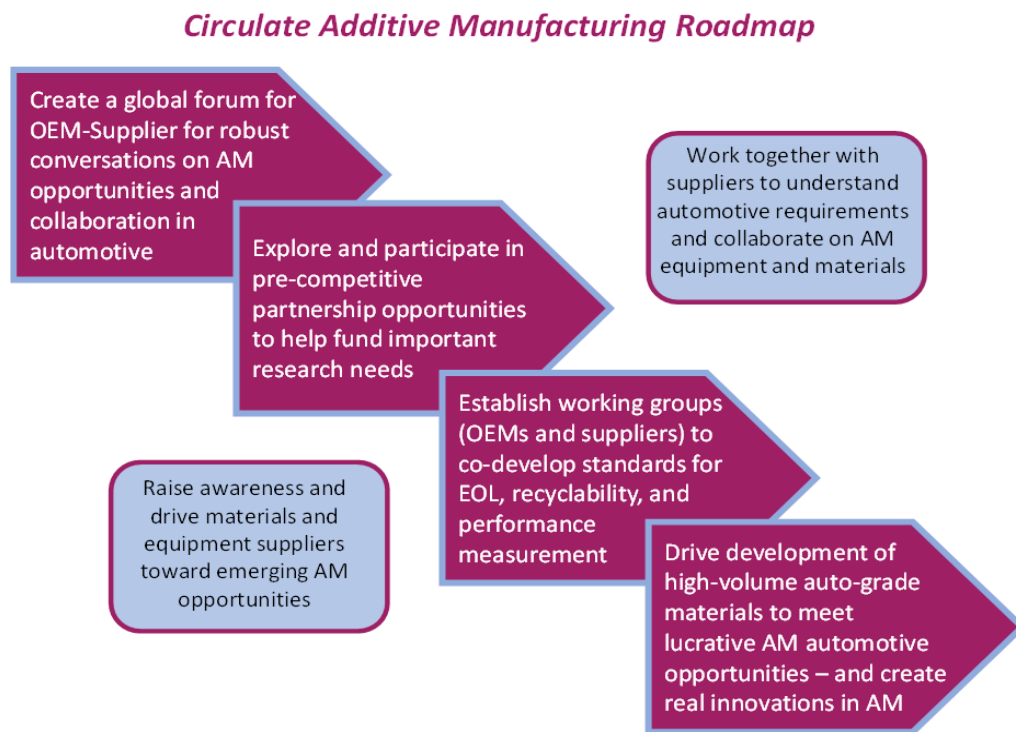 Circulate Additive Manufacturing Roadmap
Create a global forum for
OEM-Supplier for robust
conversations on AM
opportunities and
collaboration in
automotive
Work together with
suppliers to understand
automotive requirements
and collaborate on AM
equipment and materials
Explore and participate in
pre-competitive
partnership opportunities
to help fund important
research needs
Establish working groups
(OEMs and suppliers) to
co-develop standards for
EOL, recyclability, and
performance
measurement
Raise awareness and
drive materials and
equipment suppliers
toward emerging AM
opportunities
Drive development of
high-volume auto-grade
materials to meet
lucrative AM automotive
opportunities – and create
real innovations in AM